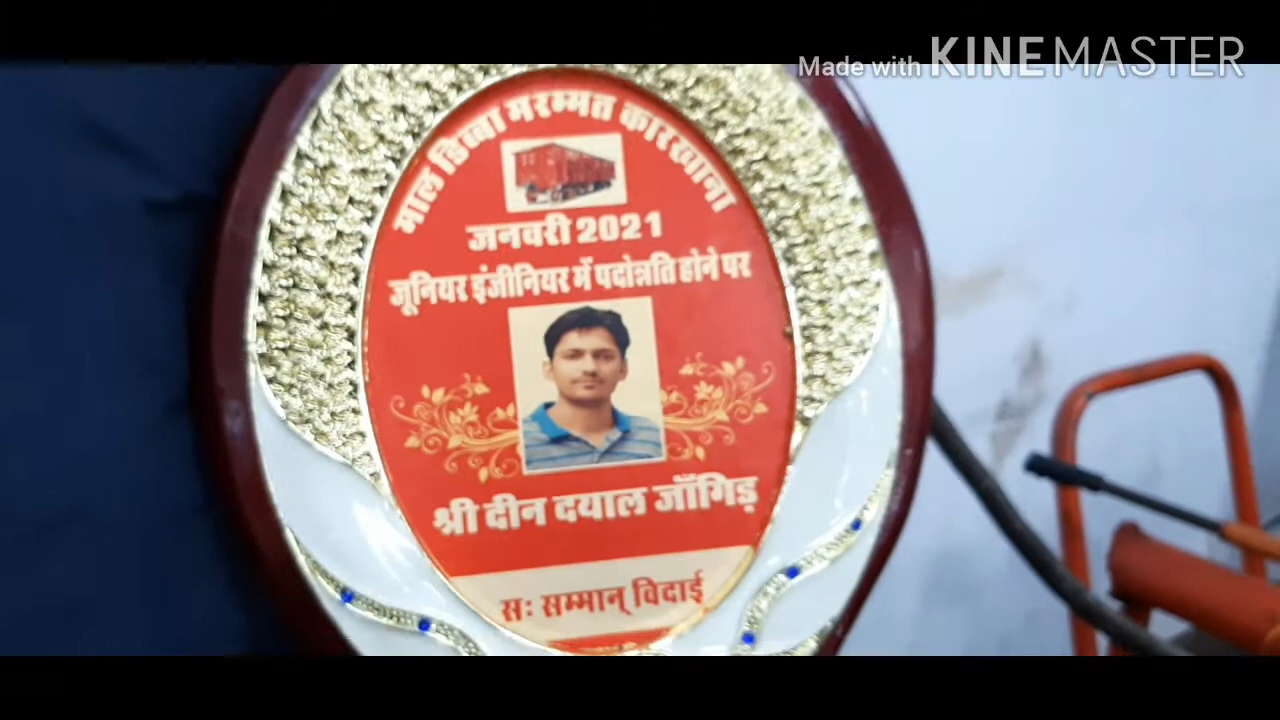 Made with KINEMASTER
माल डिब्बा मरम्मत कारखाना
जनवरी 2021
जूनियर इंजीनियर में पदोन्नति होने पर
श्री दीन दयाल जाँगिड़
सः सम्मान् विदाई